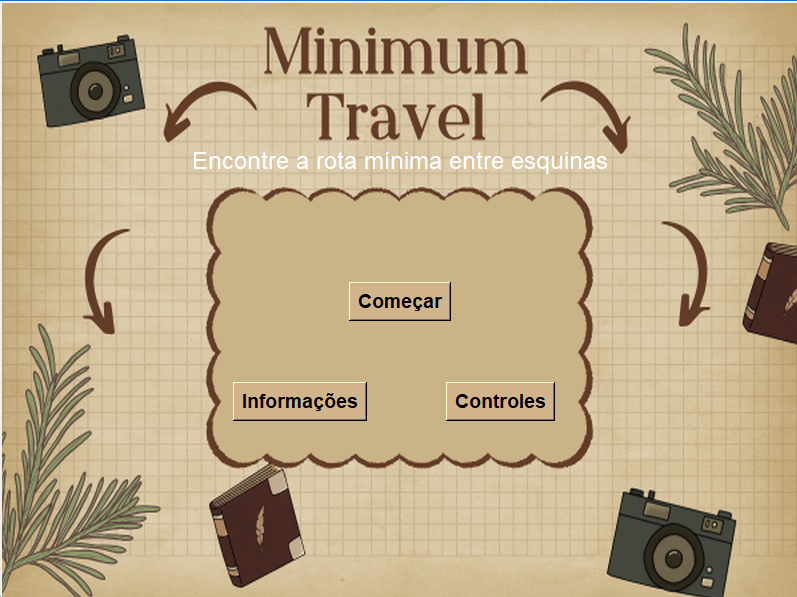 Minimum
Travel
Encontre a rota mínima entre esquinas
Começar
Informações
Controles